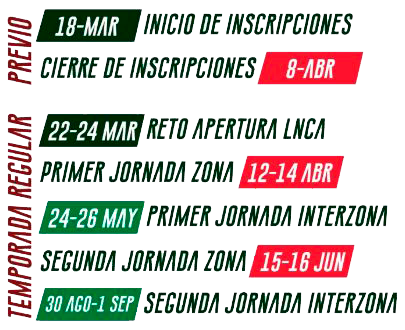 PREVIO
18-MAR INICIO DE INSCRIPCIONES
CIERRE DE INSCRIPCIONES 8-ABR
TEMPORADA REGULAR
22-24 MAR RETO APERTURA LNCA
PRIMER JORNADA ZONA 12-14 ABR
24-26 MAY PRIMER JORNADA INTERZONA
SEGUNDA JORNADA ZONA 15-16 JUN
30 AGO-1 SEP SEGUNDA JORNADA INTERZONA